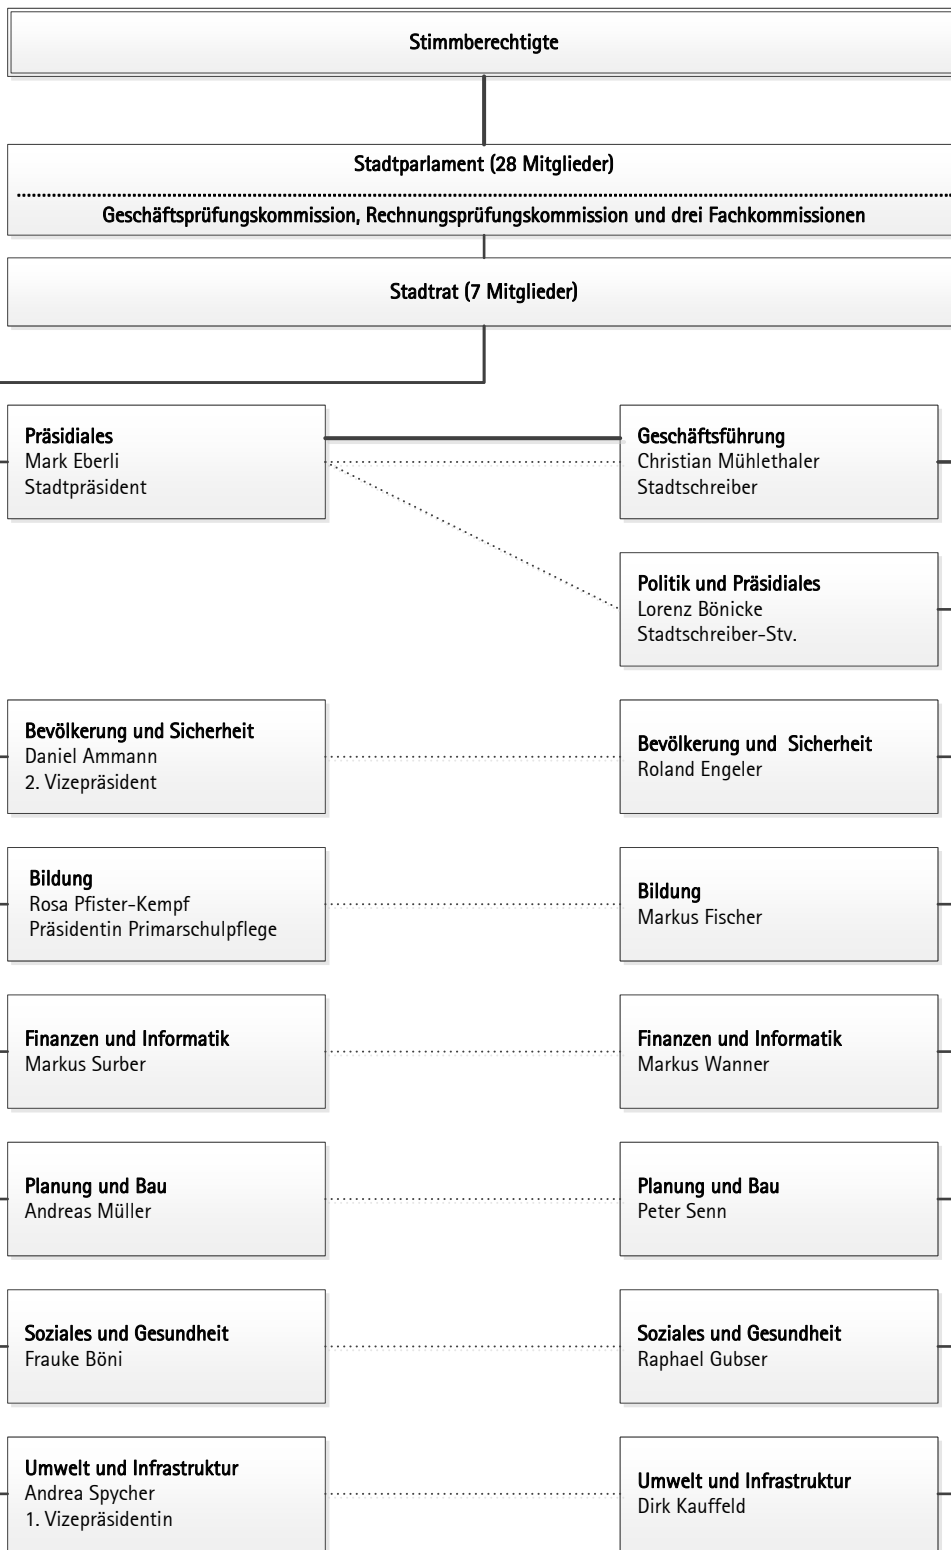 Stimmberechtigte
Stadtparlament (28 Mitglieder)
Geschäftsprüfungskommission, Rechnungsprüfungskommission und drei Fachkommissionen
Stadtrat (7 Mitglieder)
Präsidiales
Mark Eberli
Stadtpräsident
Geschäftsführung
Christian Mühlethaler
Stadtschreiber
Politik und Präsidiales
Lorenz Bönicke
Stadtschreiber-Stv.
Bevölkerung und Sicherheit
Daniel Ammann
2. Vizepräsident
Bevölkerung und Sicherheit
Roland Engeler
Bildung
Rosa Pfister-Kempf
Präsidentin Primarschulpflege
Bildung
Markus Fischer
Finanzen und Informatik
Markus Surber
Finanzen und Informatik
Markus Wanner
Planung und Bau
Andreas Müller
Planung und Bau
Peter Senn
Soziales und Gesundheit
Frauke Böni
Soziales und Gesundheit
Raphael Gubser
Umwelt und Infrastruktur
Andrea Spycher
1. Vizepräsidentin
Umwelt und Infrastruktur
Dirk Kauffeld